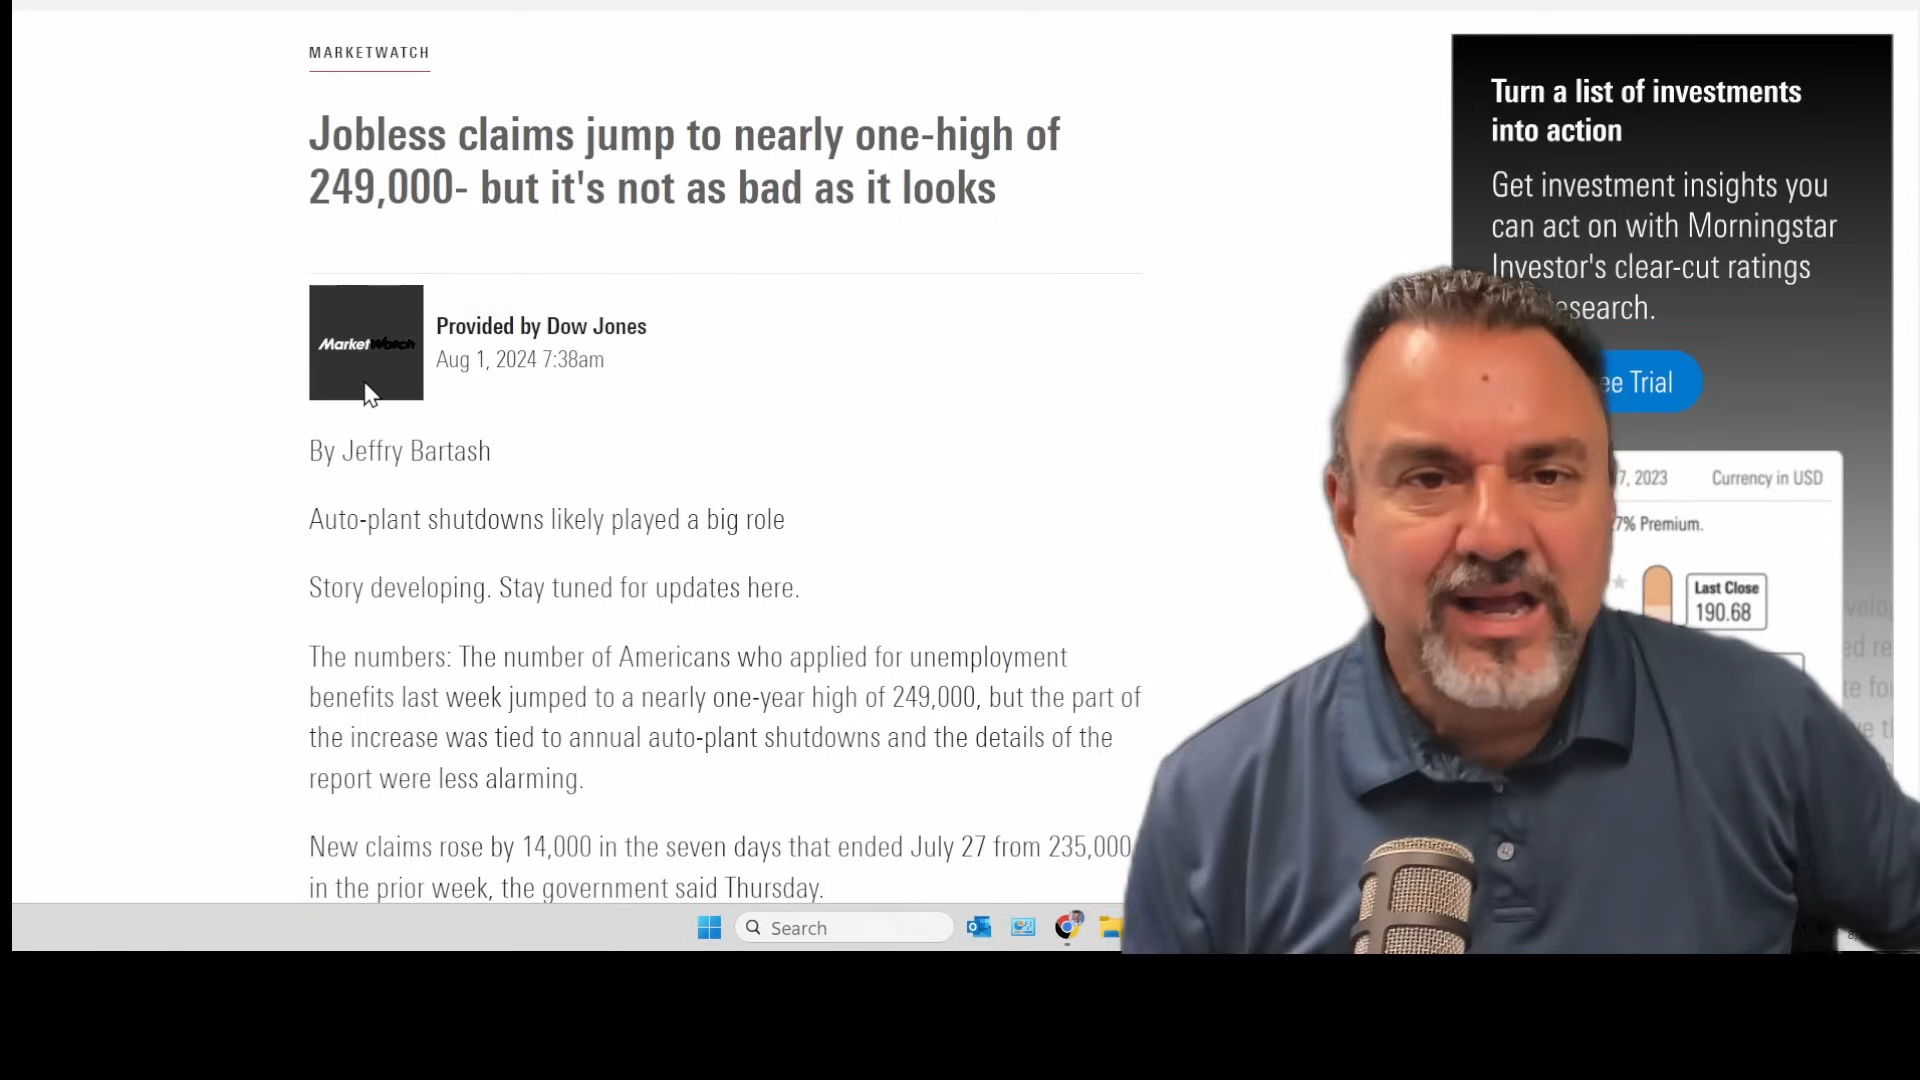 MARKETWATCH
Jobless claims jump to nearly one-high of
249,000- but it's not as bad as it looks
MarketWatch
Provided by Dow Jones
Aug 1, 2024 7:38am
By Jeffry Bartash
Auto-plant shutdowns likely played a big role
Story developing. Stay tuned for updates here.
The numbers: The number of Americans who applied for unemployment
benefits last week jumped to a nearly one-year high of 249,000, but the part of
the increase was tied to annual auto-plant shutdowns and the details of the
report were less alarming.
New claims rose by 14,000 in the seven days that ended July 27 from 235,000
in the prior week, the government said Thursday.
Turn a list of investments
into action
Get investment insights you
can act on with Morningstar
Investor's clear-cut ratings
esearch.
ee Trial
7, 2023 Currency in USD
7% Premium.
Last Close
190.68
Search